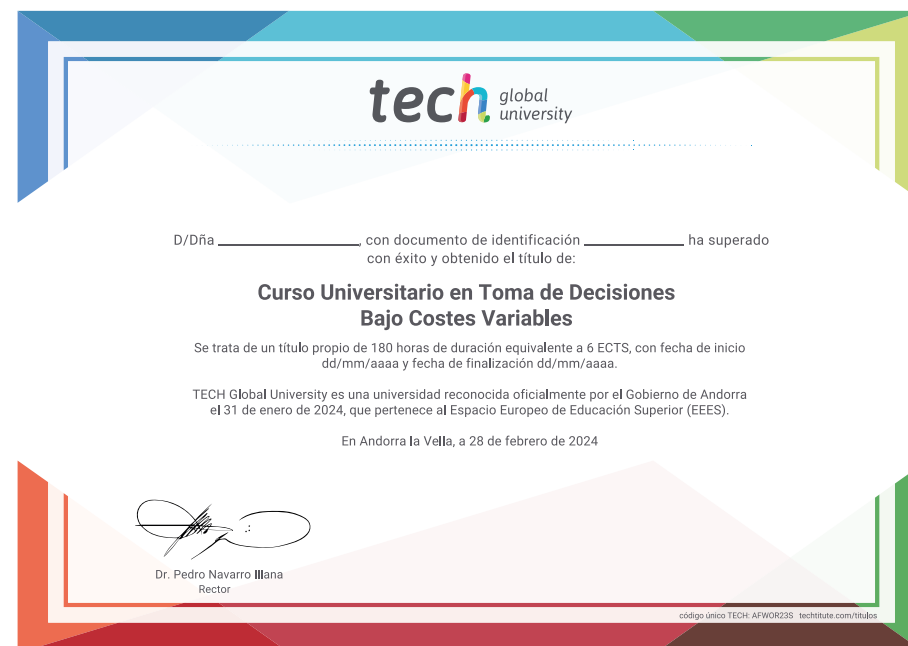 tech global
university
D/Dña ____________________, con documento de identificación ______________ ha superado
con éxito y obtenido el título de:
Curso Universitario en Toma de Decisiones
Bajo Costes Variables
Se trata de un título propio de 180 horas de duración equivalente a 6 ECTS, con fecha de inicio
dd/mm/aaaa y fecha de finalización dd/mm/aaaa.
TECH Global University es una universidad reconocida oficialmente por el Gobierno de Andorra
el 31 de enero de 2024, que pertenece al Espacio Europeo de Educación Superior (EEES).
En Andorra la Vella, a 28 de febrero de 2024
Dr. Pedro Navarro Illana
Rector
código único TECH: AFWOR23S techtitute.com/titulos